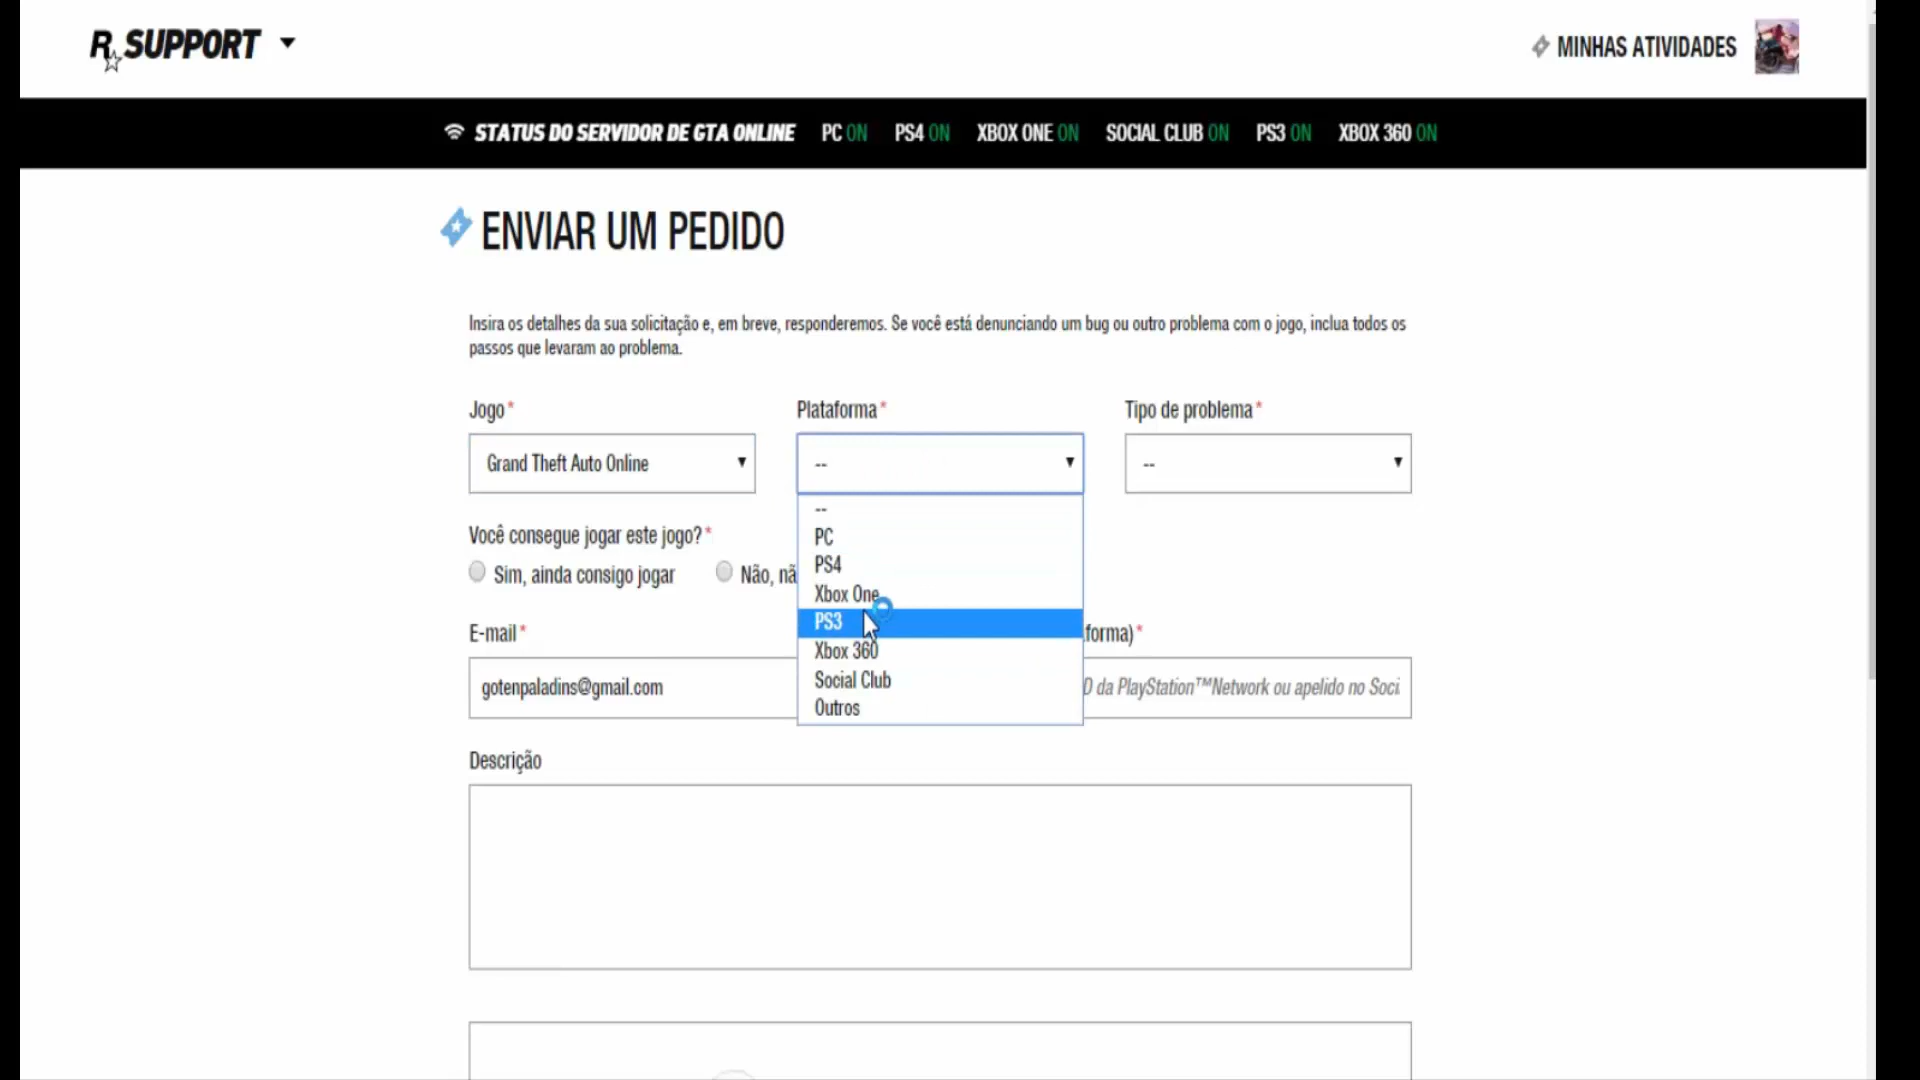 R SUPPORT
MINHAS ATIVIDADES
STATUS DO SERVIDOR DE GTA ONLINE PC ON PS4 ON XBOX ONE ON SOCIAL CLUB ON PS3 ON XBOX 360 ON
ENVIAR UM PEDIDO
Insira os detalhes da sua solicitação e, em breve, responderemos. Se você está denunciando um bug ou outro problema com o jogo, inclua todos os
passos que levaram ao problema.
Jogo* Plataforma* Tipo de problema*
Grand Theft Auto Online -- --
--
PC
PS4
Xbox One
PS3
Xbox 360
Social Club
Outros
Você consegue jogar este jogo?*
Sim, ainda consigo jogar Não, nã
E-mail* forma)*
gotenpaladins@gmail.com D da PlayStation™Network ou apelido no Soci
Descrição